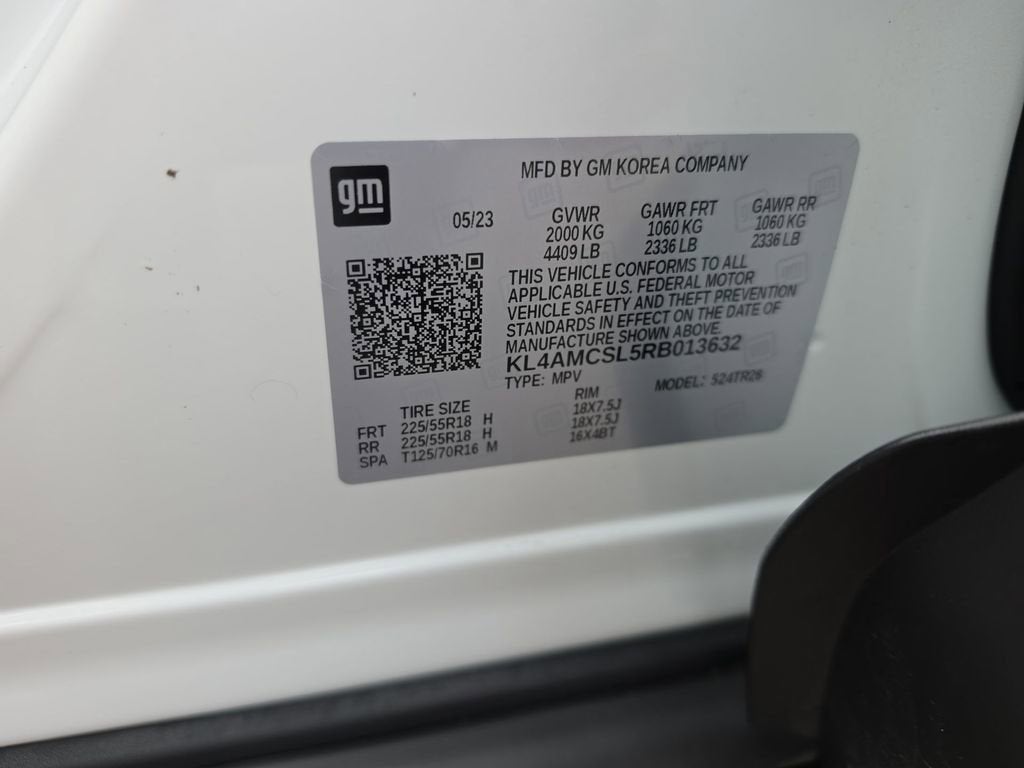 gm
MFD BY GM KOREA COMPANY
05/23
GVWR
2000 KG
4409 LB
GAWR FRT
1060 KG
2336 LB
GAWR RR
1060 KG
2336 LB
THIS VEHICLE CONFORMS TO ALL
APPLICABLE U.S. FEDERAL MOTOR
VEHICLE SAFETY AND THEFT PREVENTION
STANDARDS IN EFFECT ON THE DATE OF
MANUFACTURE SHOWN ABOVE.
KL4AMCSL5RB013632
TYPE: MPV MODEL: 524TR26
TIRE SIZE RIM
FRT 225/55R18 H 18X7.5J
RR 225/55R18 H 18X7.5J
SPA T125/70R16 M 16X4BT